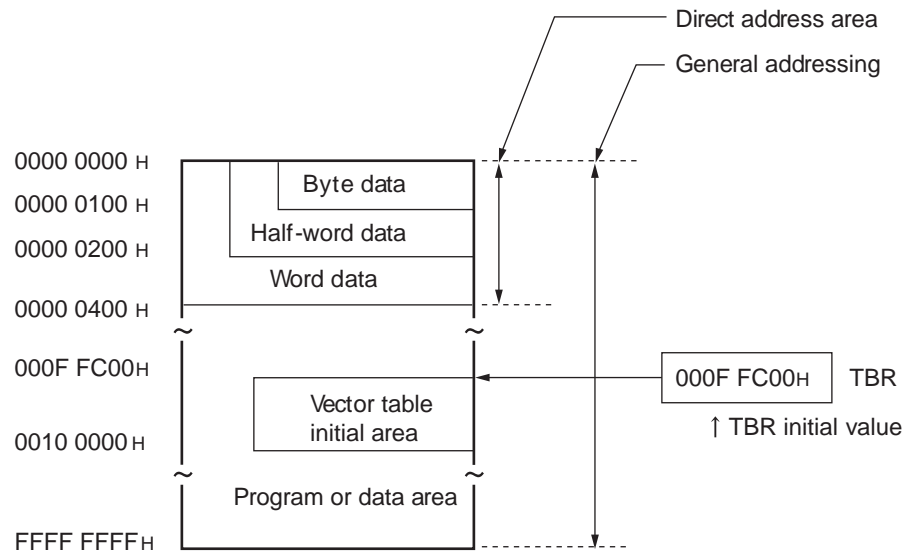 Direct address area
General addressing
0000 0000 H
Byte data
0000 0100 H
Half-word data
0000 0200 H
Word data
0000 0400 H
000F FC00H
000F FC00H TBR
Vector table
initial area
↑ TBR initial value
0010 0000 H
Program or data area
FFFF FFFFH